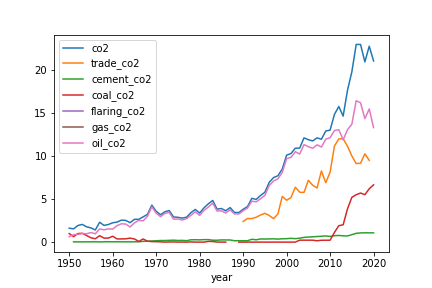 co2
trade_co2
cement_co2
coal_co2
flaring_co2
gas_co2
oil_co2
20
15
10
5
0
1950 1960 1970 1980 1990 2000 2010 2020
year